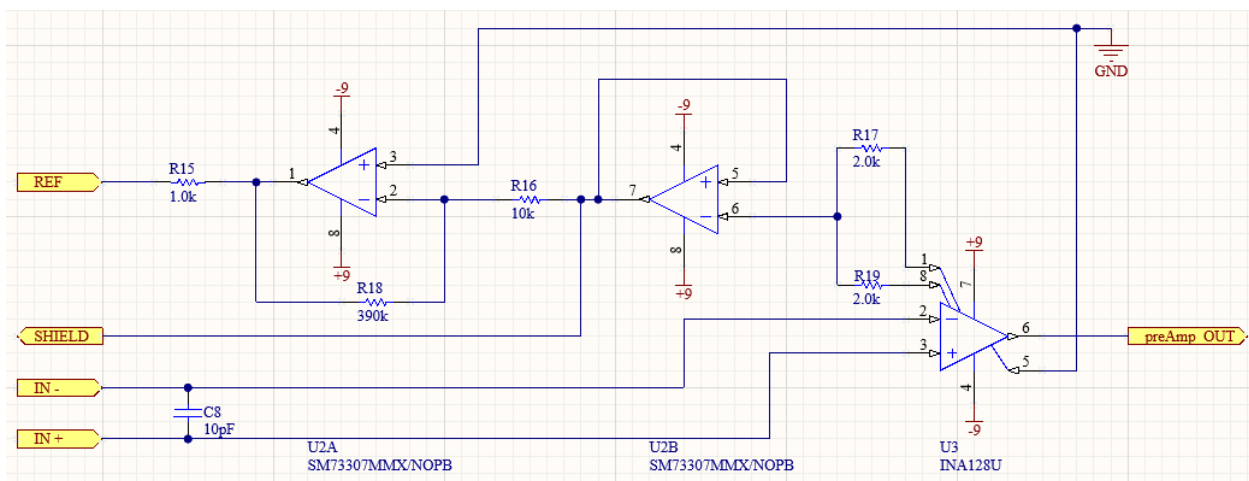 GND
-9
4
+
3
1
-
2
8
+9
R15
1.0k
REF
R16
10k
R18
390k
-9
4
+
5
7
-
6
8
+9
R17
2.0k
R19
2.0k
+9
1
8
7
2
-
3
+
6
5
4
-9
SHIELD
preAmp_OUT
IN -
C8
10pF
IN +
U2A
SM73307MMX/NOPB
U2B
SM73307MMX/NOPB
U3
INA128U